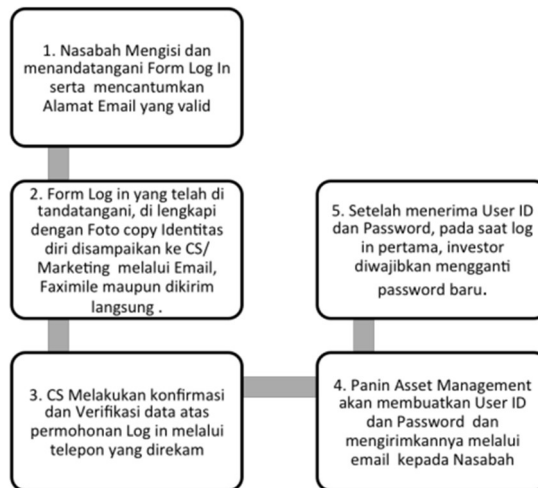 1. Nasabah Mengisi dan
menandatangani Form Log In
serta mencantumkan
Alamat Email yang valid
2. Form Log in yang telah di
tandatangani, di lengkapi
dengan Foto copy Identitas
diri disampaikan ke CS/
Marketing melalui Email,
Faximile maupun dikirim
langsung .
3. CS Melakukan konfirmasi
dan Verifikasi data atas
permohonan Log in melalui
telepon yang direkam
4. Panin Asset Management
akan membuatkan User ID
dan Password dan
mengirimkannya melalui
email kepada Nasabah
5. Setelah menerima User ID
dan Password, pada saat log
in pertama, investor
diwajibkan mengganti
password baru.